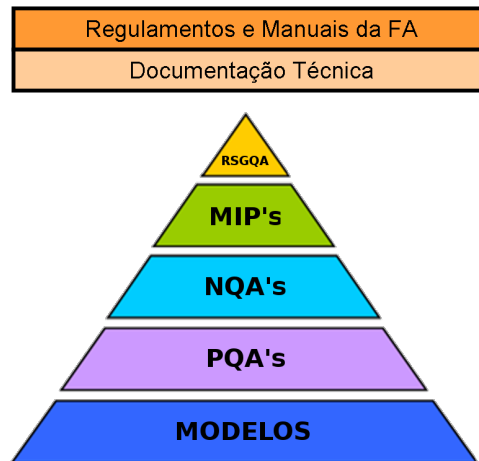 Regulamentos e Manuais da FA
Documentação Técnica
RSGQA
MIP's
NQA's
PQA's
MODELOS